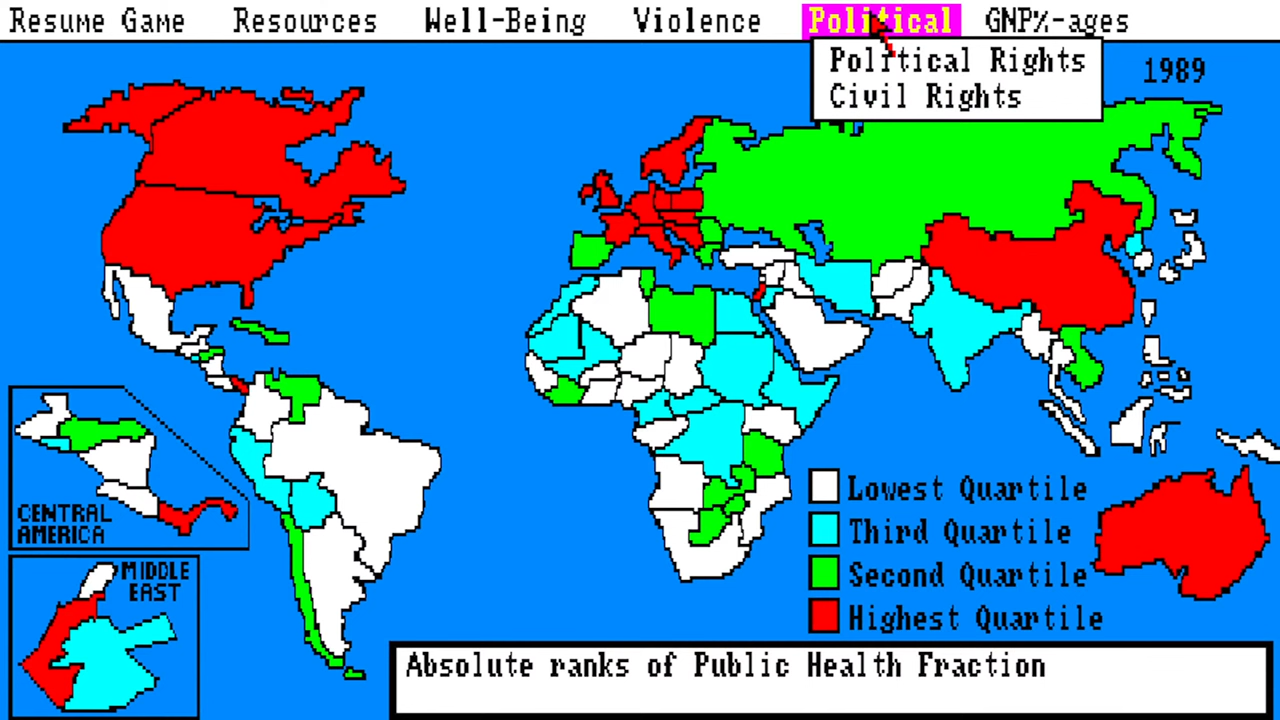 Resume Game Resources Well-Being Violence Political GNP%-ages
Political Rights
Civil Rights
1989
CENTRAL
AMERICA
MIDDLE
EAST
Lowest Quartile
Third Quartile
Second Quartile
Highest Quartile
Absolute ranks of Public Health Fraction